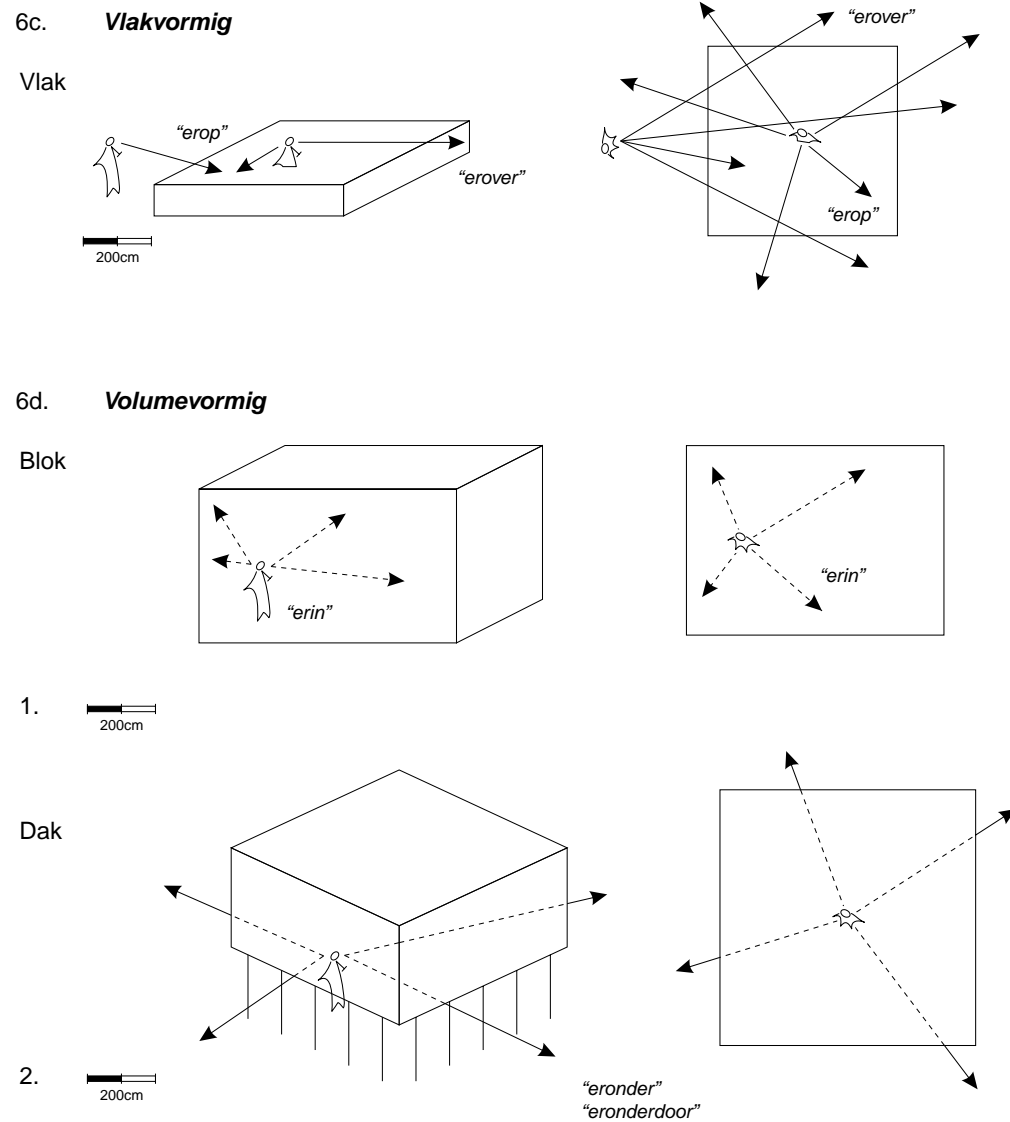 6c. Vlakvormig
“erover”
Vlak
“erop”
“erover”
“erop”
200cm
6d. Volumevormig
Blok
“erin”
“erin”
1.
200cm
Dak
2.
200cm
“eronder”
“eronderdoor”